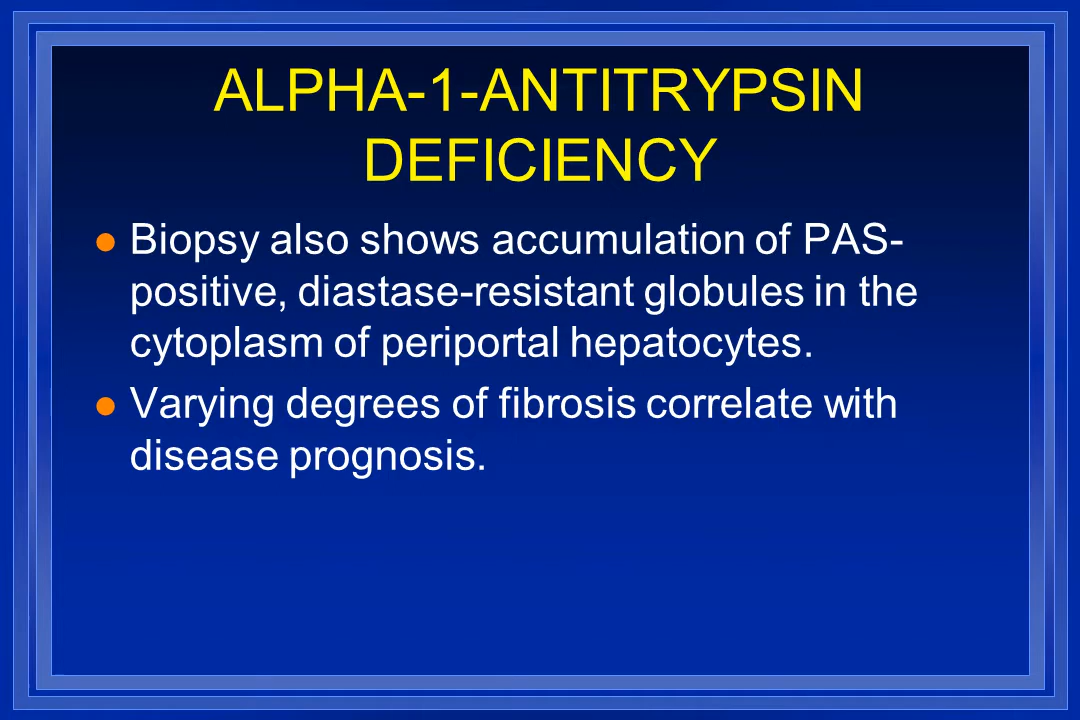 ALPHA-1-ANTITRYPSIN
DEFICIENCY
● Biopsy also shows accumulation of PAS-
positive, diastase-resistant globules in the
cytoplasm of periportal hepatocytes.
● Varying degrees of fibrosis correlate with
disease prognosis.